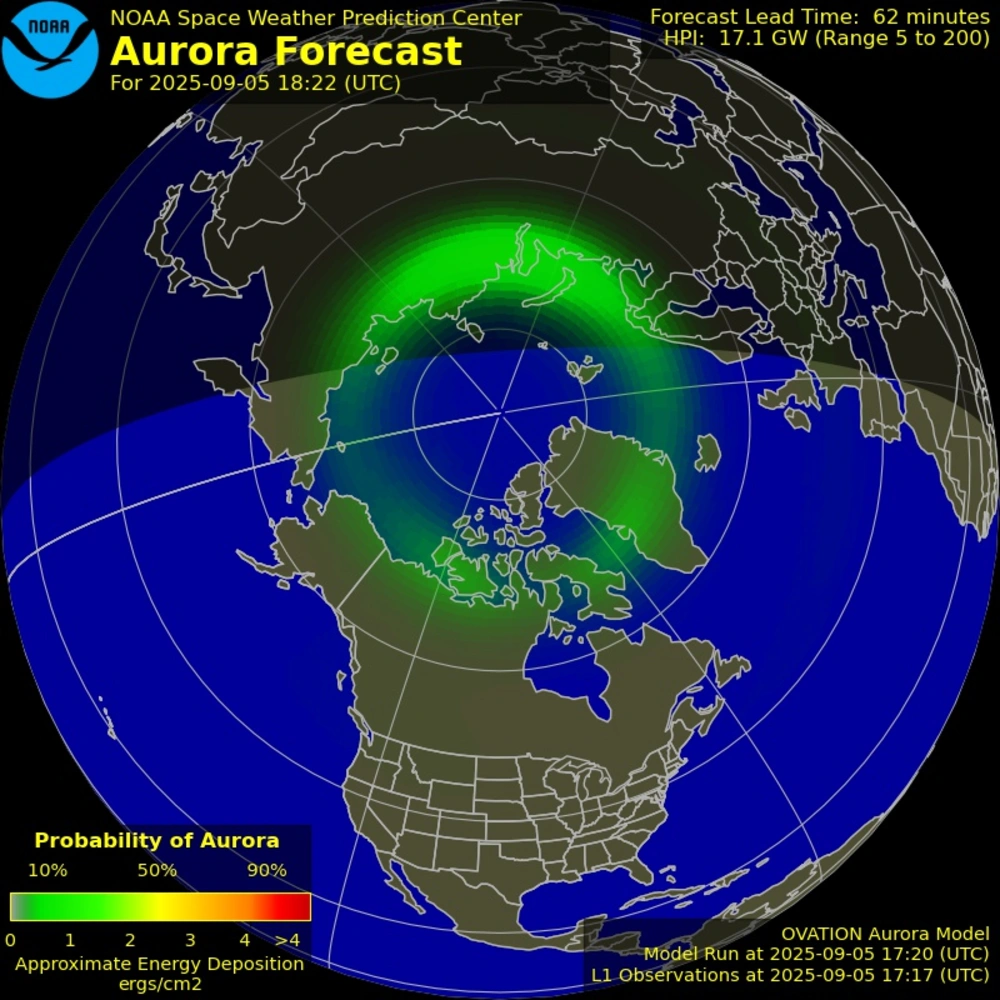 NOAA
NOAA Space Weather Prediction Center
Aurora Forecast
For 2025-09-05 18:22 (UTC)
Forecast Lead Time: 62 minutes
HPI: 17.1 GW (Range 5 to 200)
Probability of Aurora
10% 50% 90%
0 1 2 3 4 >4
Approximate Energy Deposition
ergs/cm2
OVATION Aurora Model
Model Run at 2025-09-05 17:20 (UTC)
L1 Observations at 2025-09-05 17:17 (UTC)